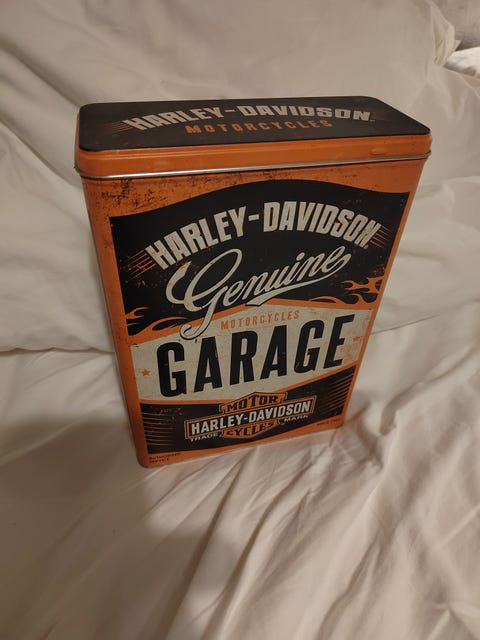 HARLEY-DAVIDSON
MOTORCYCLES
HARLEY-DAVIDSON
Genuine
MOTORCYCLES
GARAGE
MOTOR
HARLEY-DAVIDSON
TRADE CYCLES MARK